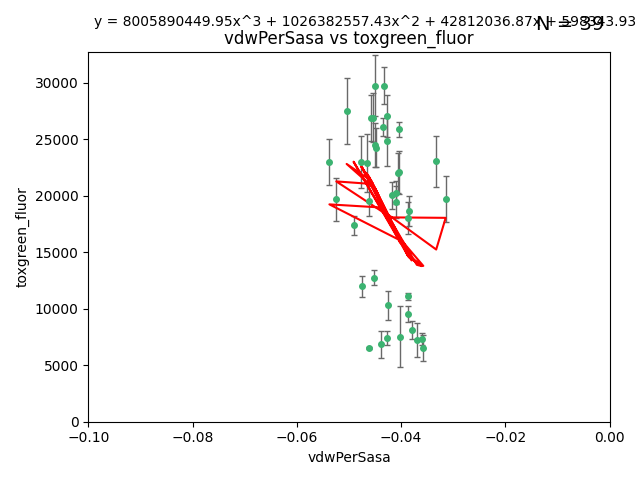 y = 8005890449.95x^3 + 1026382557.43x^2 + 42812036.87x + 598343.93
N = 39
vdwPerSasa vs toxgreen_fluor
30000
25000
20000
15000
10000
5000
0
toxgreen_fluor
−0.10 −0.08 −0.06 −0.04 −0.02 0.00
vdwPerSasa